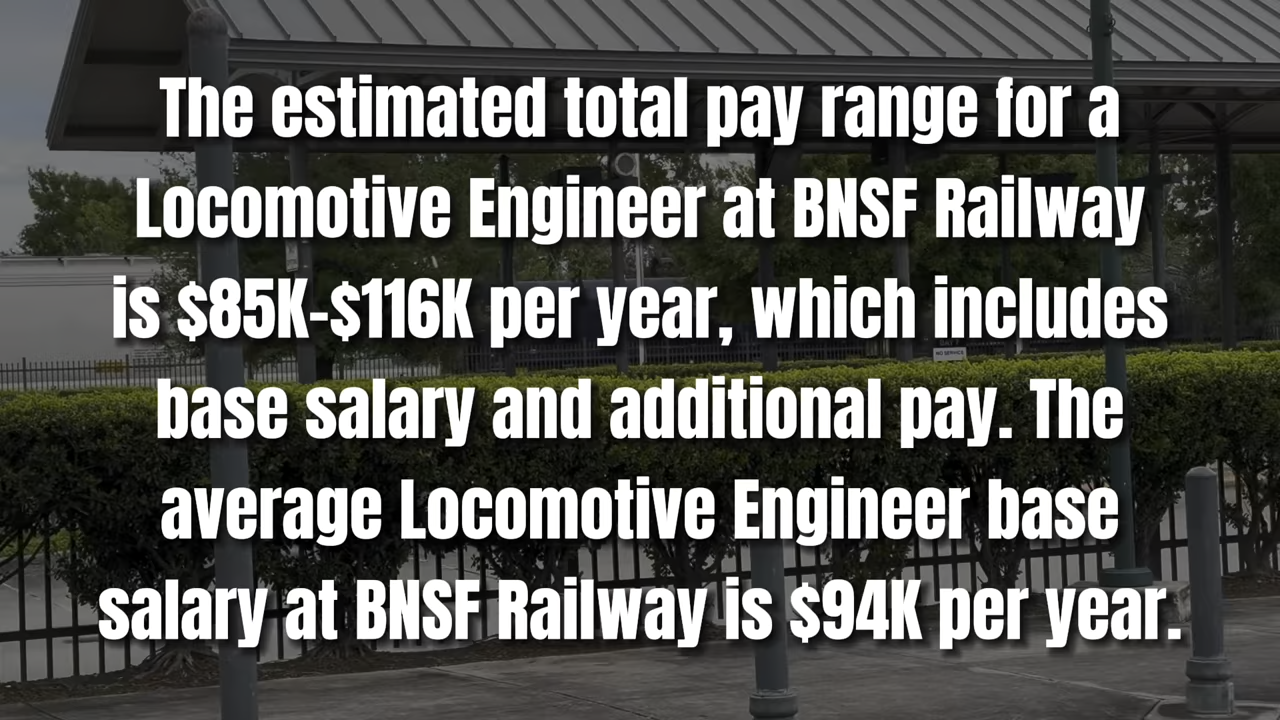 The estimated total pay range for a
Locomotive Engineer at BNSF Railway
is $85K-$116K per year, which includes
base salary and additional pay. The
average Locomotive Engineer base
salary at BNSF Railway is $94K per year.